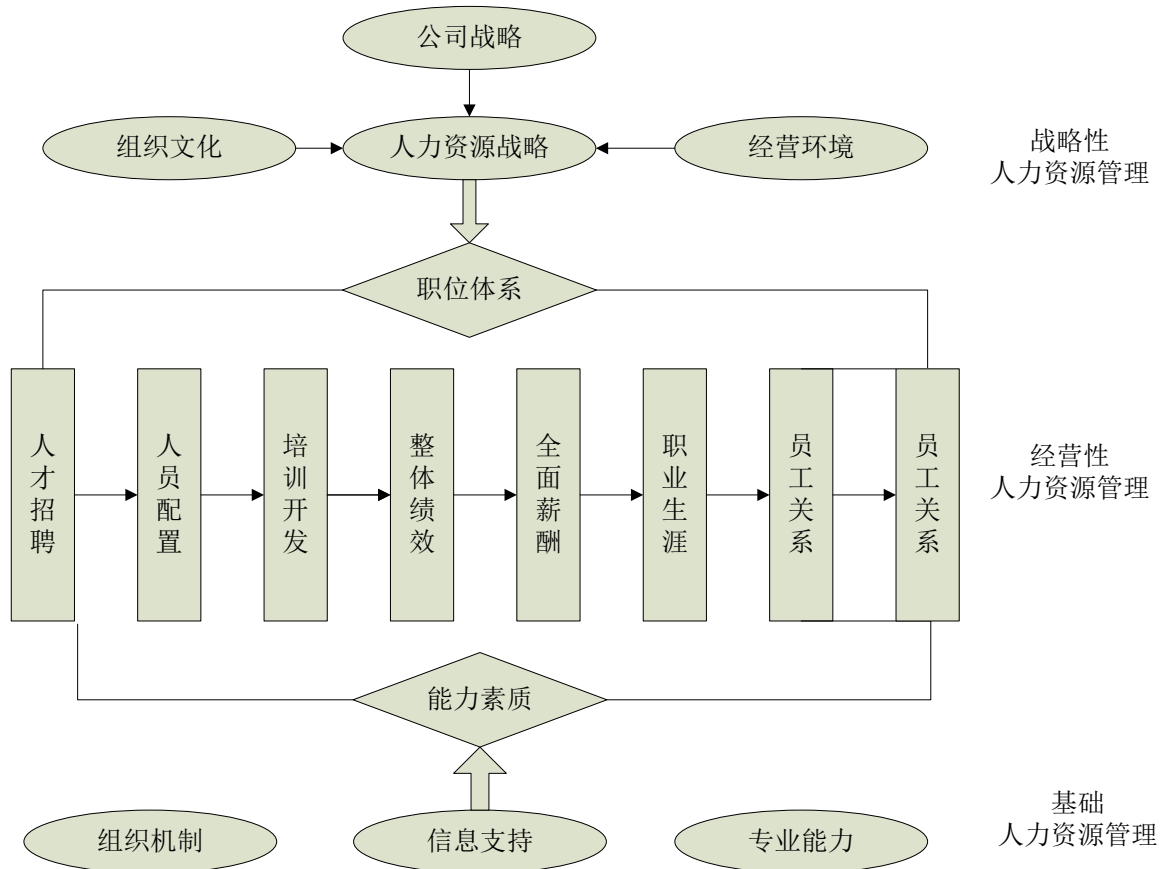 公司战略
组织文化
人力资源战略
经营环境
战略性
人力资源管理
职位体系
人才招聘
人员配置
培训开发
整体绩效
全面薪酬
职业生涯
员工关系
员工关系
经营性
人力资源管理
能力素质
组织机制
信息支持
专业能力
基础
人力资源管理